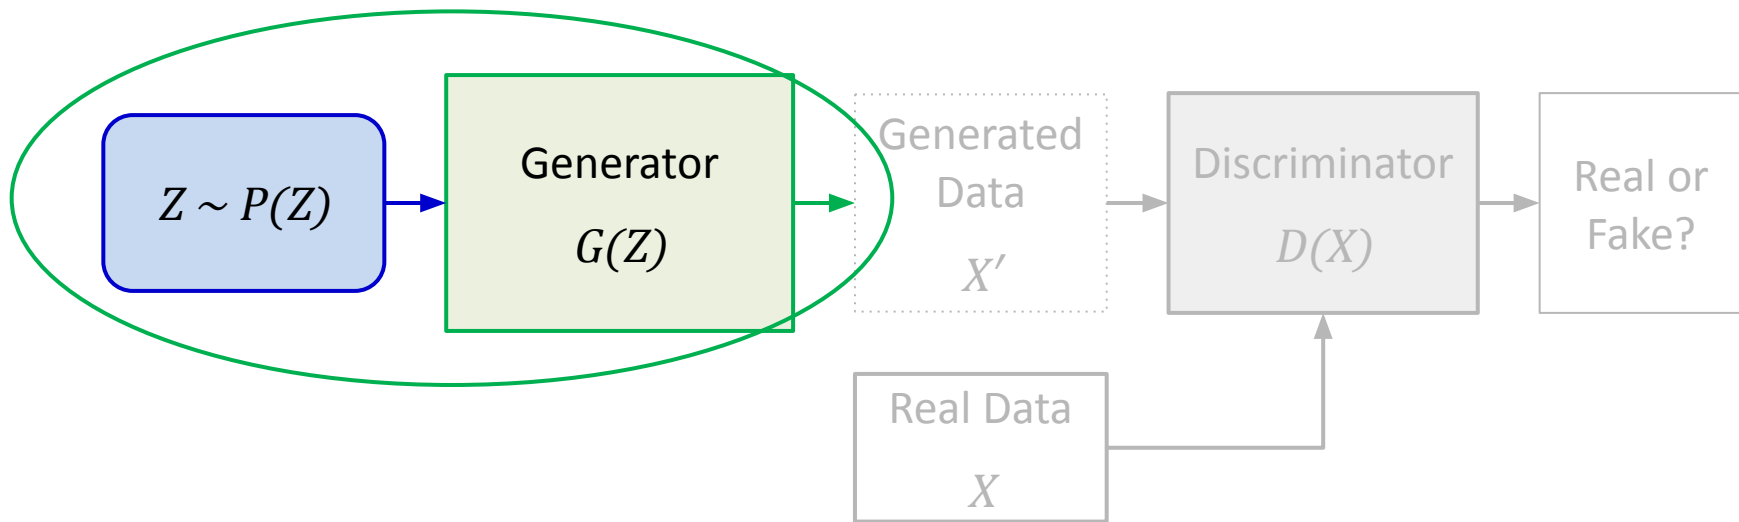 Z ~ P(Z)
Generator
G(Z)
Generated
Data
X′
Discriminator
D(X)
Real or
Fake?
Real Data
X